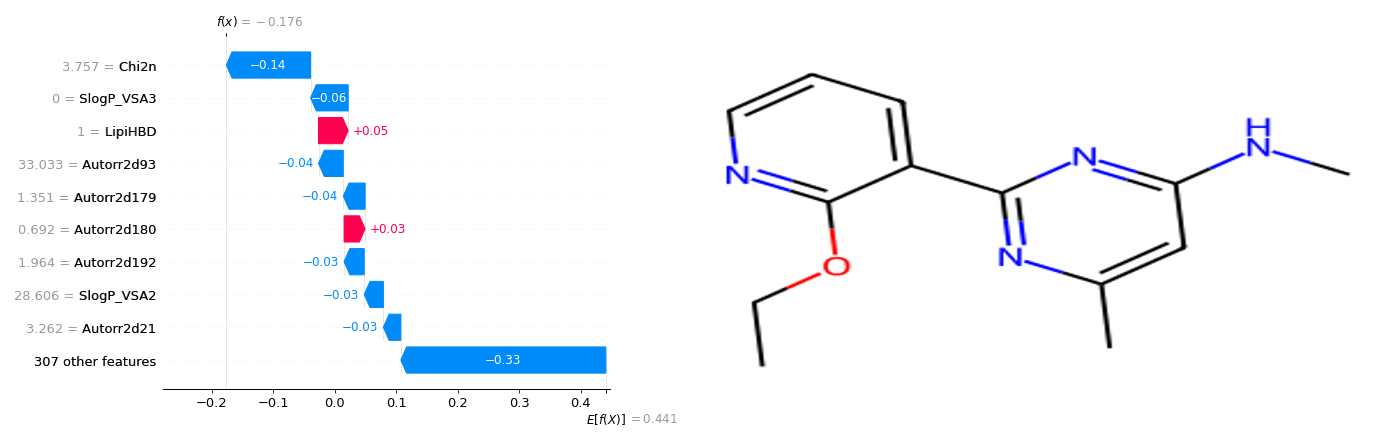 f(x) = −0.176
3.757 = Chi2n
−0.14
0 = SlogP_VSA3
−0.06
1 = LipiHBD
+0.05
33.033 = Autorr2d93
−0.04
1.351 = Autorr2d179
−0.04
0.692 = Autorr2d180
+0.03
1.964 = Autorr2d192
−0.03
28.606 = SlogP_VSA2
−0.03
3.262 = Autorr2d21
−0.03
307 other features
−0.33
−0.2 −0.1 0.0 0.1 0.2 0.3 0.4
E[f(X)] = 0.441
H
N
N
N
N
O